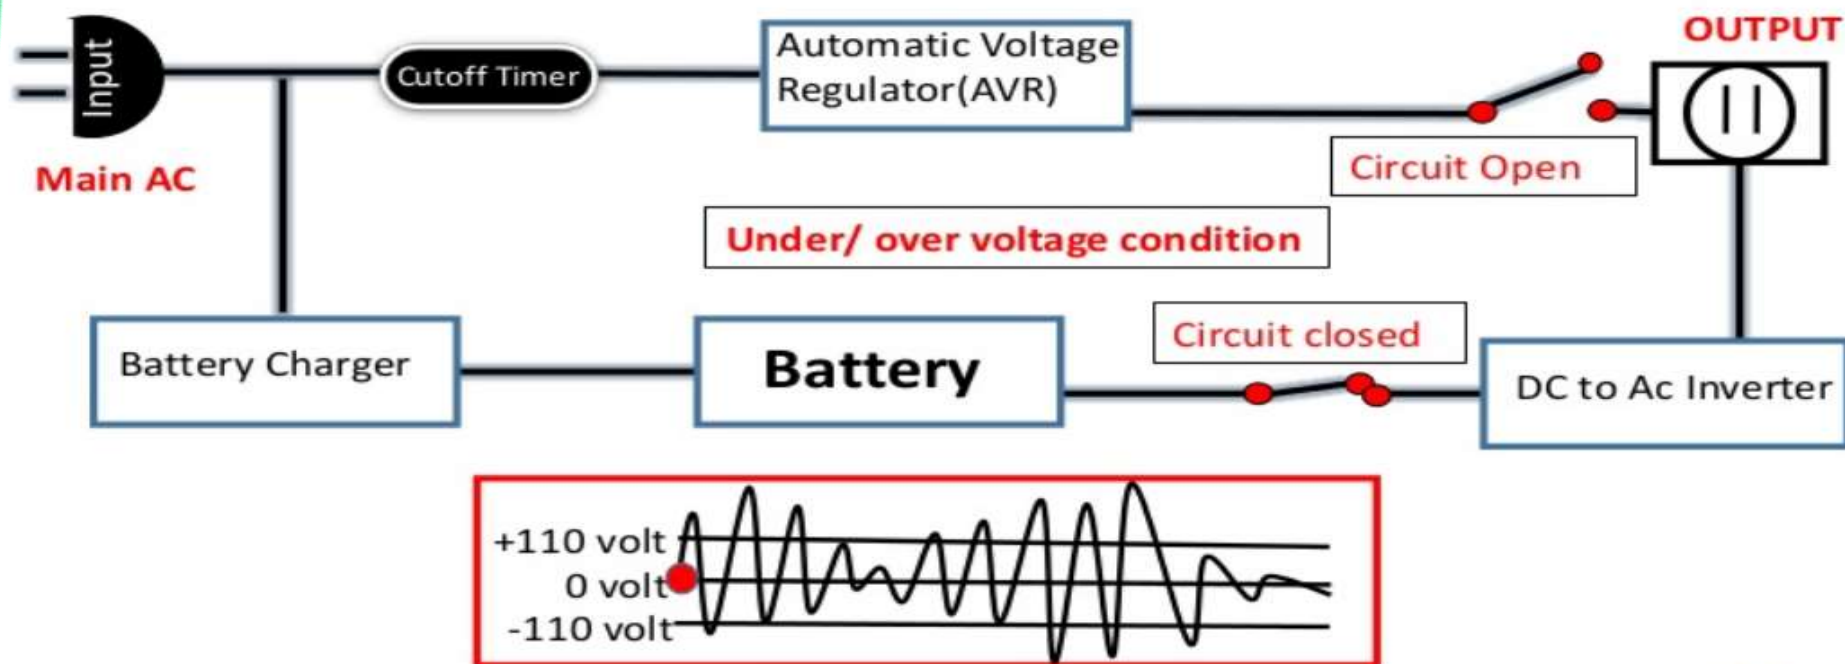 OUTPUT
Input
Cutoff Timer
Automatic Voltage
Regulator(AVR)
Main AC
Circuit Open
Under/ over voltage condition
Circuit closed
Battery Charger
Battery
DC to Ac Inverter
+110 volt
0 volt
-110 volt